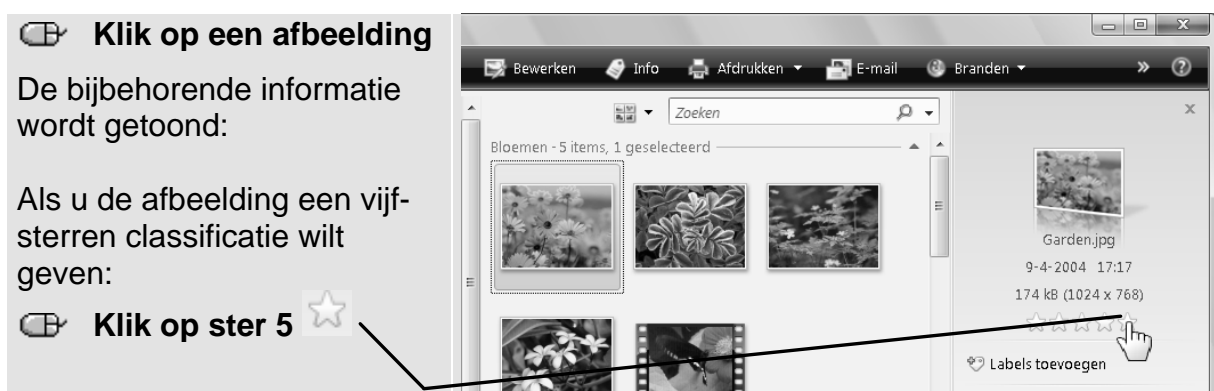 Klik op een afbeelding
De bijbehorende informatie
wordt getoond:
Als u de afbeelding een vijf-
sterren classificatie wilt
geven:
Klik op ster 5
Bewerken Info Afdrukken E-mail Branden » ?
Zoeken
x
Bloemen - 5 items, 1 geselecteerd
Garden.jpg
9-4-2004 17:17
174 kB (1024 x 768)
Labels toevoegen